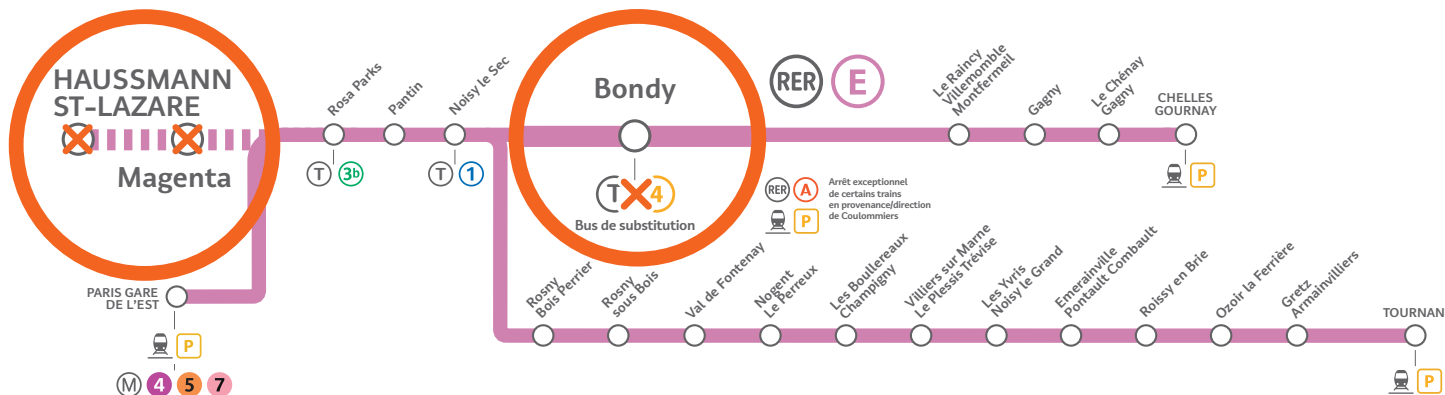 HAUSSMANN
ST-LAZARE
Magenta
PARIS GARE
DE L'EST
P
M 4 5 7
Rosa Parks
T 3b
Pantin
Noisy le Sec
T 1
Bondy
T 4
Bus de substitution
RER E
RER A
P
Arrêt exceptionnel
de certains trains
en provenance/direction
de Coulommiers
Le Raincy
Villemomble
Montfermeil
Gagny
Le Chénay
Gagny
CHELLES
GOURNAY
P
Rosny
Bois Perrier
Rosny
sous Bois
Val de Fontenay
Nogent
Le Perreux
Les Boullereaux
Champigny
Villiers sur Marne
Le Plessis Trévise
Les Yvris
Noisy le Grand
Emerainville
Pontault Combault
Roissy en Brie
Ozoir la Ferrière
Gretz
Armainvilliers
TOURNAN
P